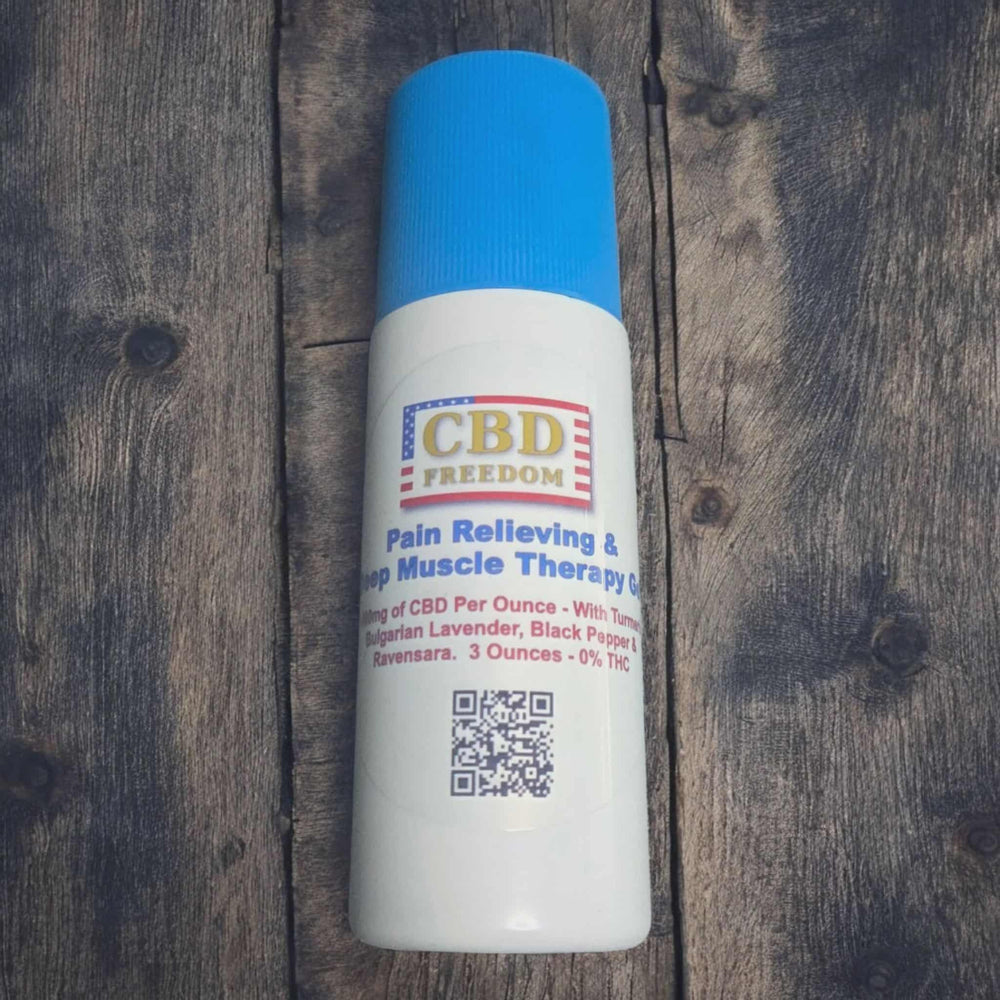 CBD
FREEDOM
Pain Relieving &
Muscle Therapy
of CBD Per Ounce - With
Bulgarian Lavender, Black Pepper &
Ravensara. 3 Ounces - 0% THC